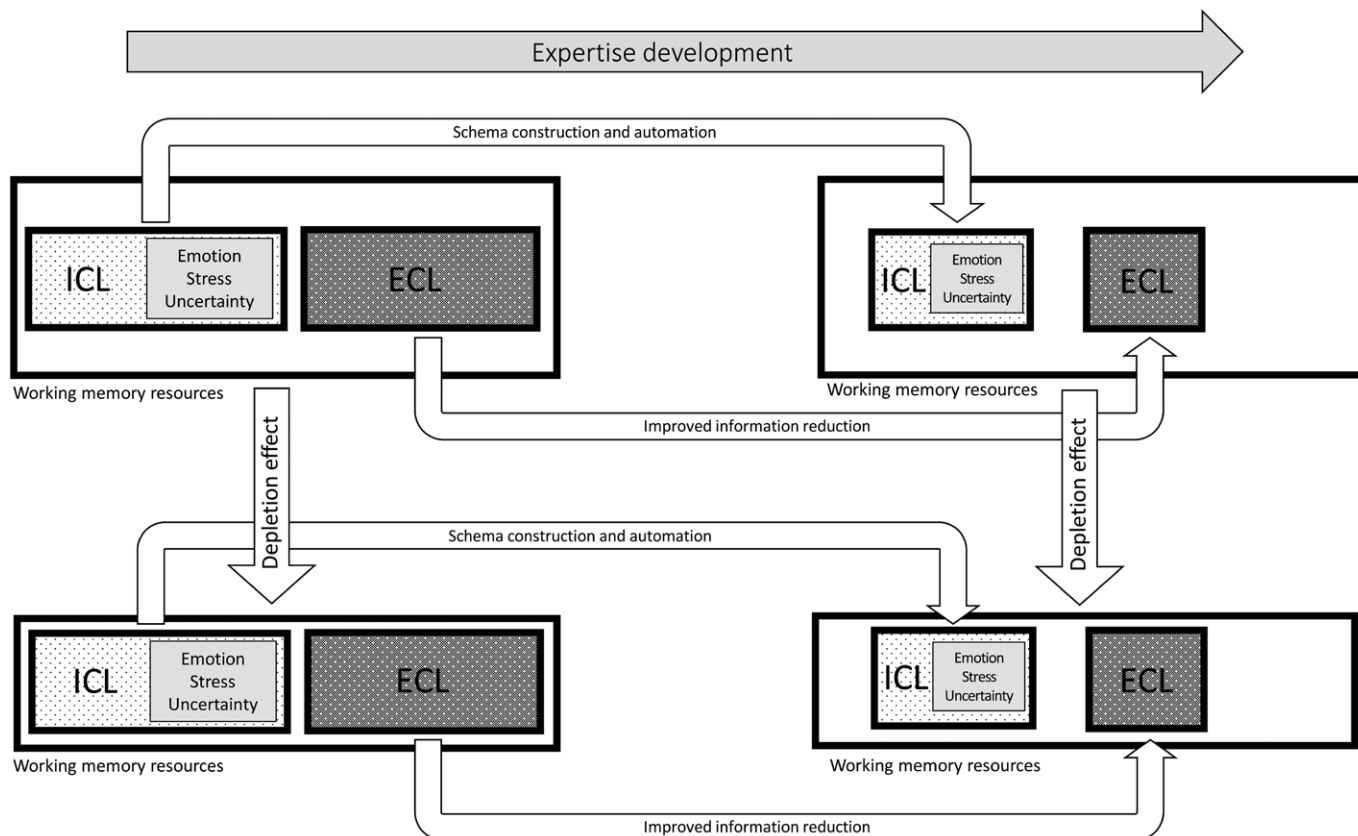 Expertise development
Schema construction and automation
ICL
Emotion
Stress
Uncertainty
ECL
ICL
Emotion
Stress
Uncertainty
ECL
Working memory resources
Working memory resources
Improved information reduction
Depletion effect
Depletion effect
Schema construction and automation
ICL
Emotion
Stress
Uncertainty
ECL
ICL
Emotion
Stress
Uncertainty
ECL
Working memory resources
Working memory resources
Improved information reduction